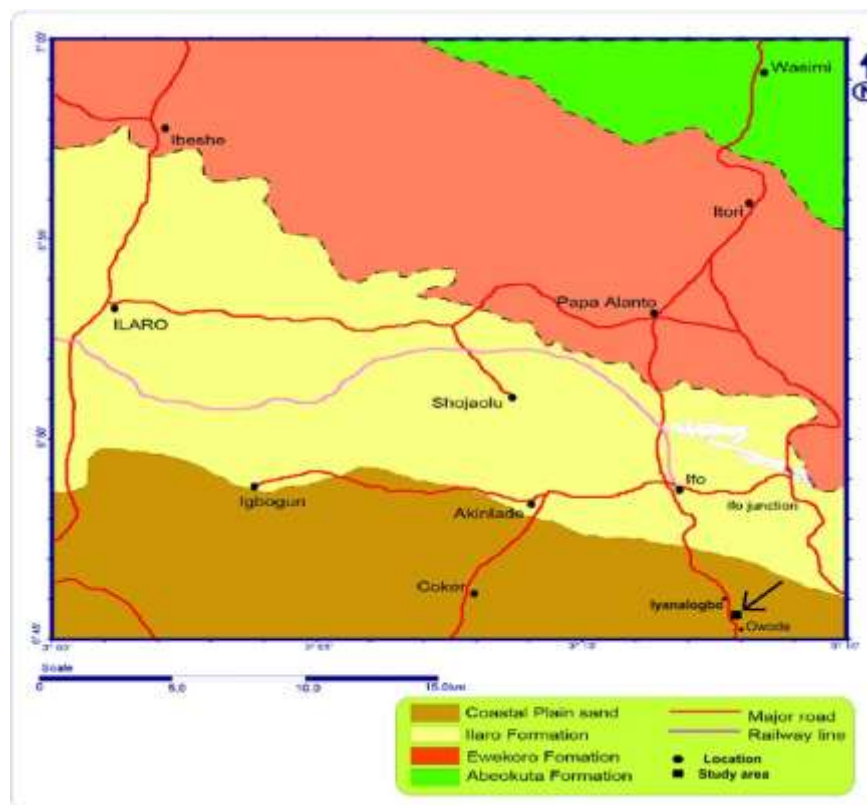 Wasimi
N
Ibeshe
Itori
Papa Alanto
ILARO
Shojaolu
Igbogun
Ifo
Akinlade
Ifo junction
Coker
Iyanalogbo
Owode
Scale
0 5.0 10.0 15.0km
Coastal Plain sand
Ilaro Formation
Ewekoro Fomation
Abeokuta Formation
Major road
Railway line
Location
Study area